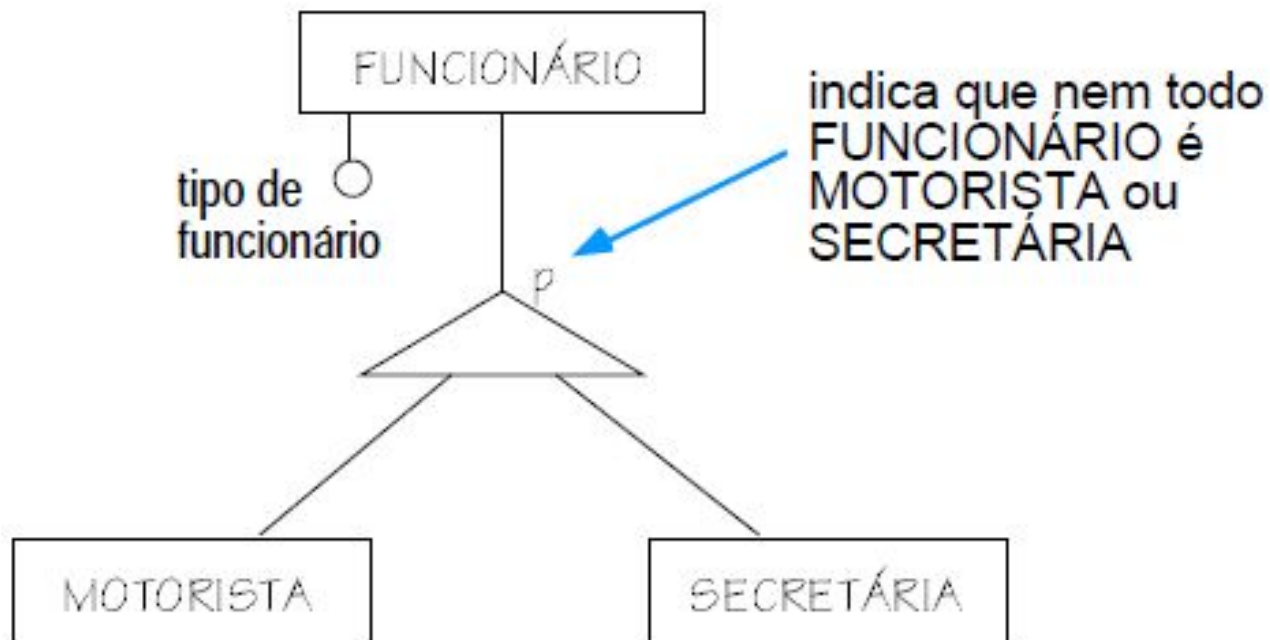 FUNCIONÁRIO
indica que nem todo
FUNCIONÁRIO é
MOTORISTA ou
SECRETÁRIA
tipo de
funcionário
p
MOTORISTA
SECRETÁRIA